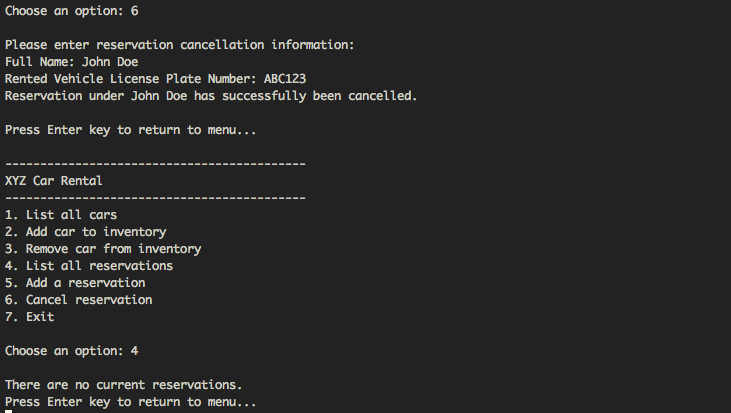 Choose an option: 6
Please enter reservation cancellation information:
Full Name: John Doe
Rented Vehicle License Plate Number: ABC123
Reservation under John Doe has successfully been cancelled.
Press Enter key to return to menu...
-------------------------------------------
XYZ Car Rental
-------------------------------------------
1. List all cars
2. Add car to inventory
3. Remove car from inventory
4. List all reservations
5. Add a reservation
6. Cancel reservation
7. Exit
Choose an option: 4
There are no current reservations.
Press Enter key to return to menu...